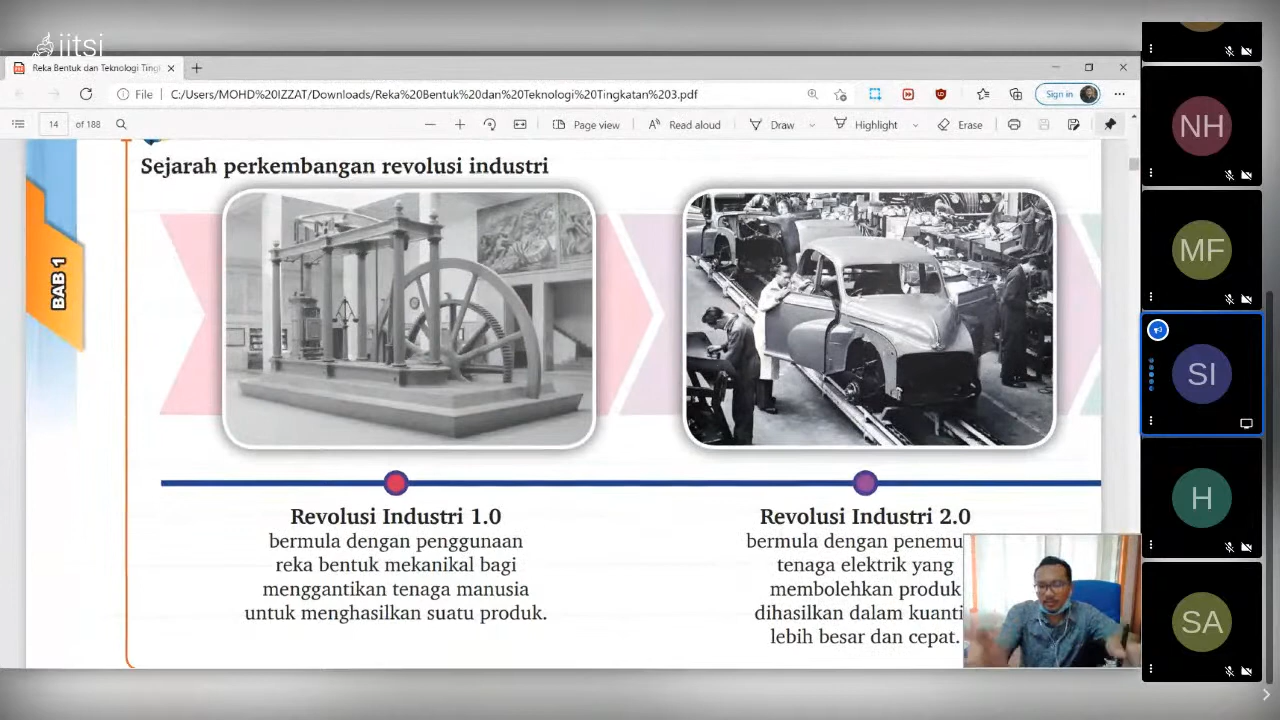 jitsi
Reka Bentuk dan Teknologi Tingl
File
C:/Users/MOHD%20IZZAT/Downloads/Reka%20Bentuk%20dan%20Teknologi%20Tingkatan%203.pdf
Sign in
14 of 188
Page view
Read aloud
Draw
Highlight
Erase
BAB 1
Sejarah perkembangan revolusi industri
Revolusi Industri 1.0
bermula dengan penggunaan
reka bentuk mekanikal bagi
menggantikan tenaga manusia
untuk menghasilkan suatu produk.
Revolusi Industri 2.0
bermula dengan penemu
tenaga elektrik yang
membolehkan produk
dihasilkan dalam kuanti
lebih besar dan cepat.
NH
MF
SI
H
SA